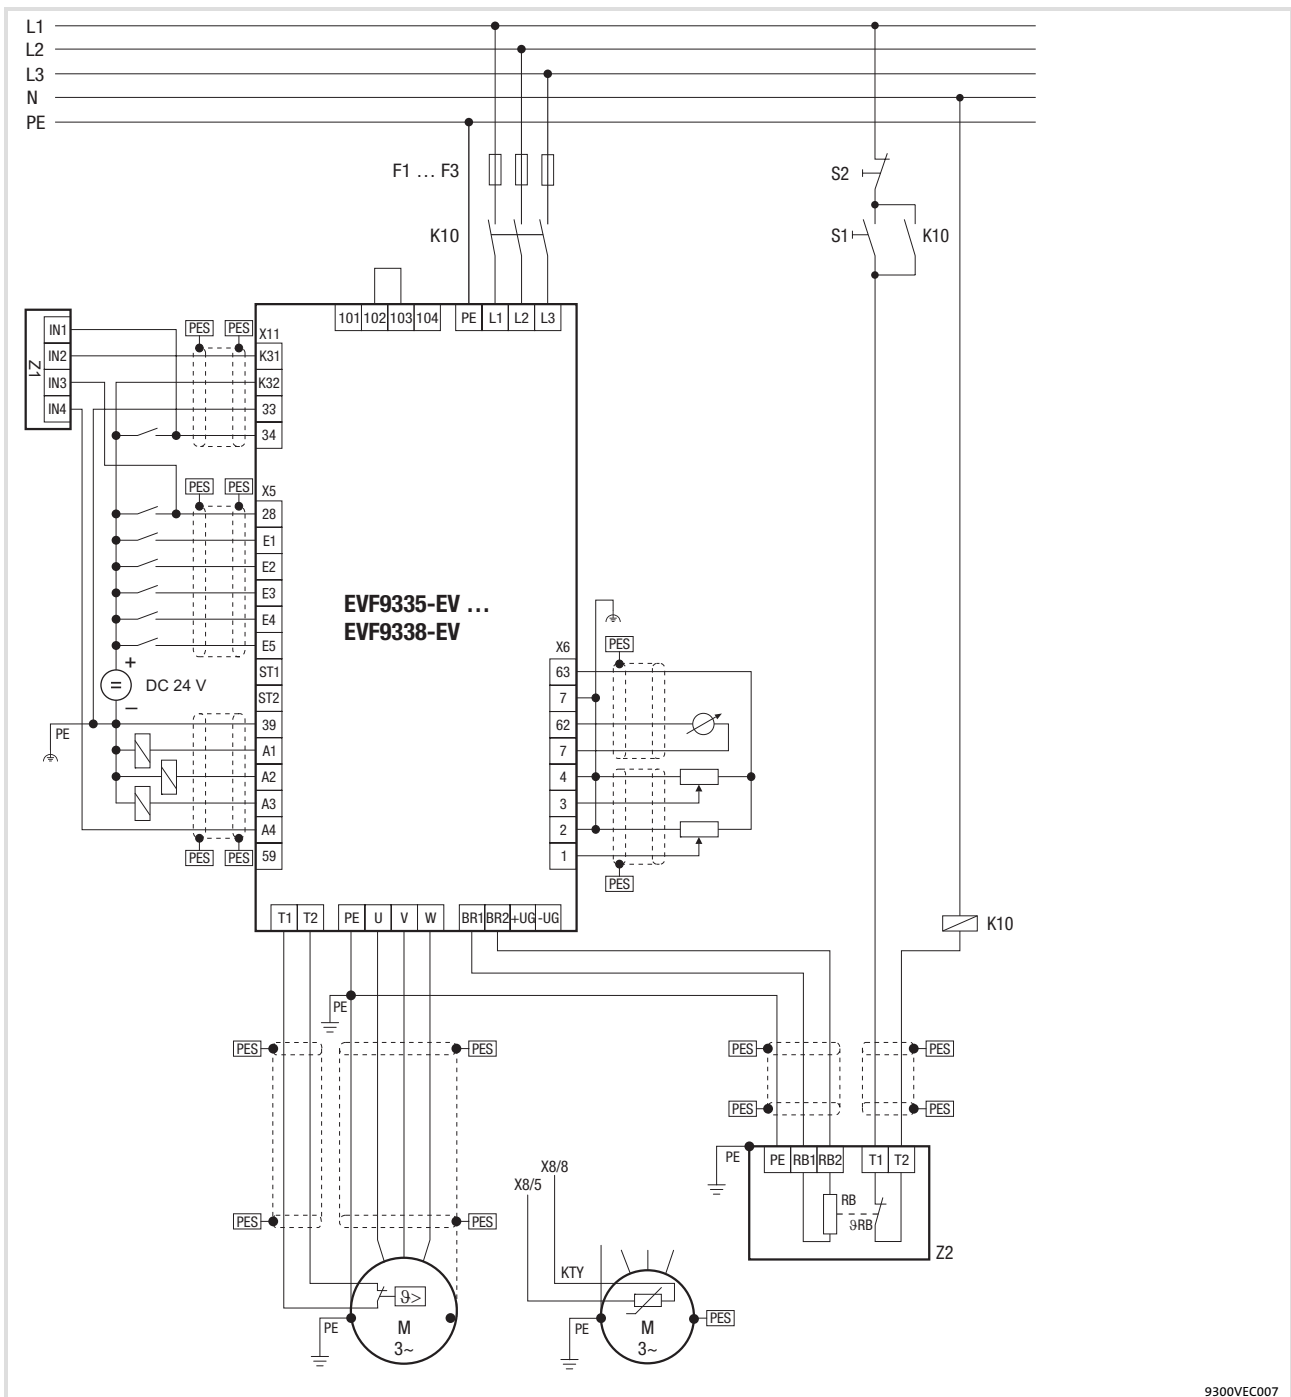 L1
L2
L3
N
PE
F1 … F3
S2
K10
S1
K10
101 102 103 104 PE L1 L2 L3
Z1
IN1
IN2
IN3
IN4
PES PES
X11
K31
K32
33
34
PES PES
X5
28
E1
E2
E3
E4
E5
ST1
ST2
39
A1
A2
A3
A4
59
+
= DC 24 V
–
PE
PES PES
EVF9335-EV …
EVF9338-EV
X6
PES
63
7
62
7
4
3
2
1
PES
T1 T2 PE U V W BR1 BR2 +UG -UG
K10
PE
PES PES PES PES
PES PES
PE
PE RB1 RB2 T1 T2
X8/8
X8/5
PES PES
RB
ϑRB
Z2
KTY
ϑ>
PE
M
3~
PE
M
3~
PES
9300VEC007